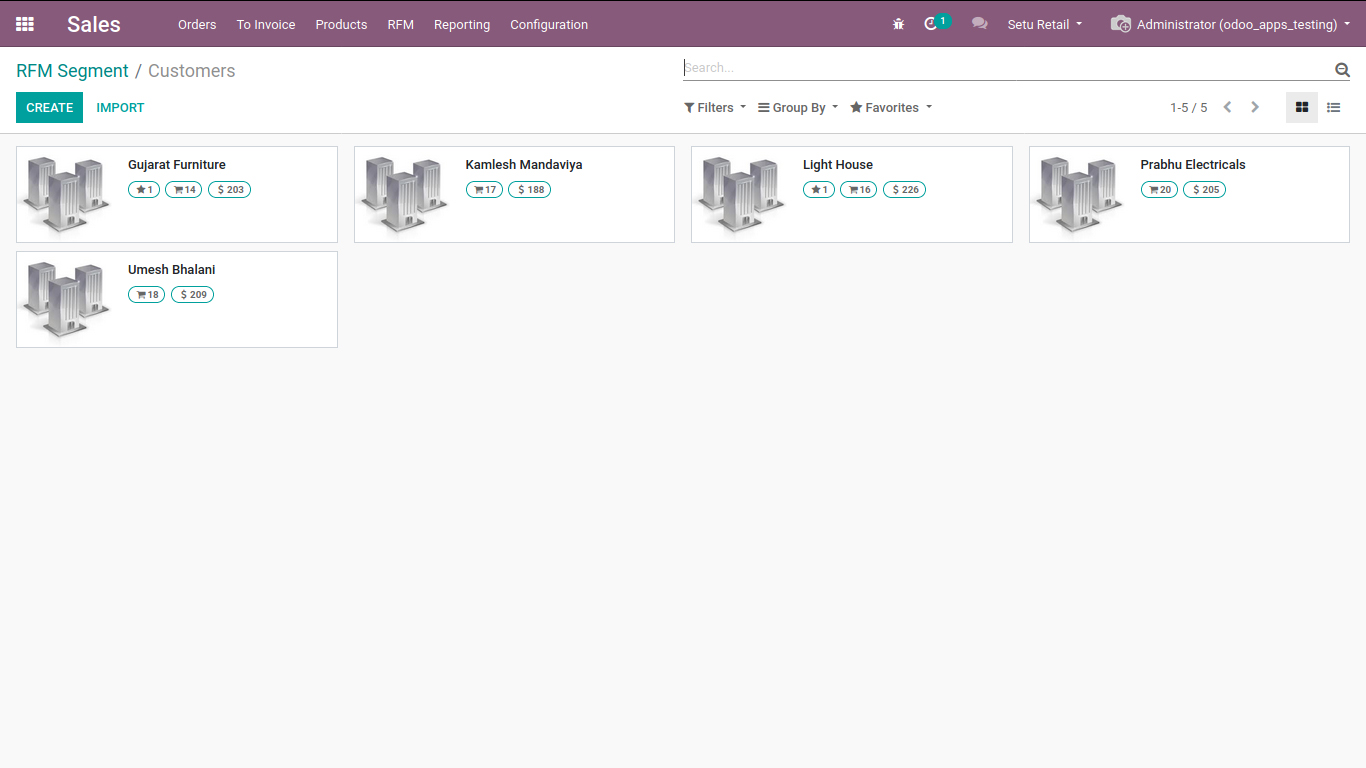 Sales Orders To Invoice Products RFM Reporting Configuration 1 Setu Retail Administrator (odoo_apps_testing)
RFM Segment / Customers Search...
CREATE IMPORT Filters Group By Favorites 1-5 / 5
Gujarat Furniture
1 14 $ 203
Kamlesh Mandaviya
17 $ 188
Light House
1 16 $ 226
Prabhu Electricals
20 $ 205
Umesh Bhalani
18 $ 209